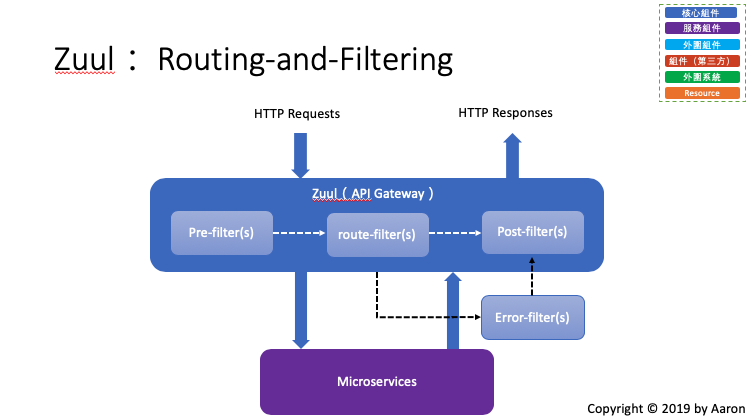 核心組件
服務組件
外圍組件
組件（第三方）
外圍系統
Resource
Zuul： Routing-and-Filtering
HTTP Requests
HTTP Responses
Zuul（API Gateway）
Pre-filter(s)
route-filter(s)
Post-filter(s)
Error-filter(s)
Microservices
Copyright © 2019 by Aaron